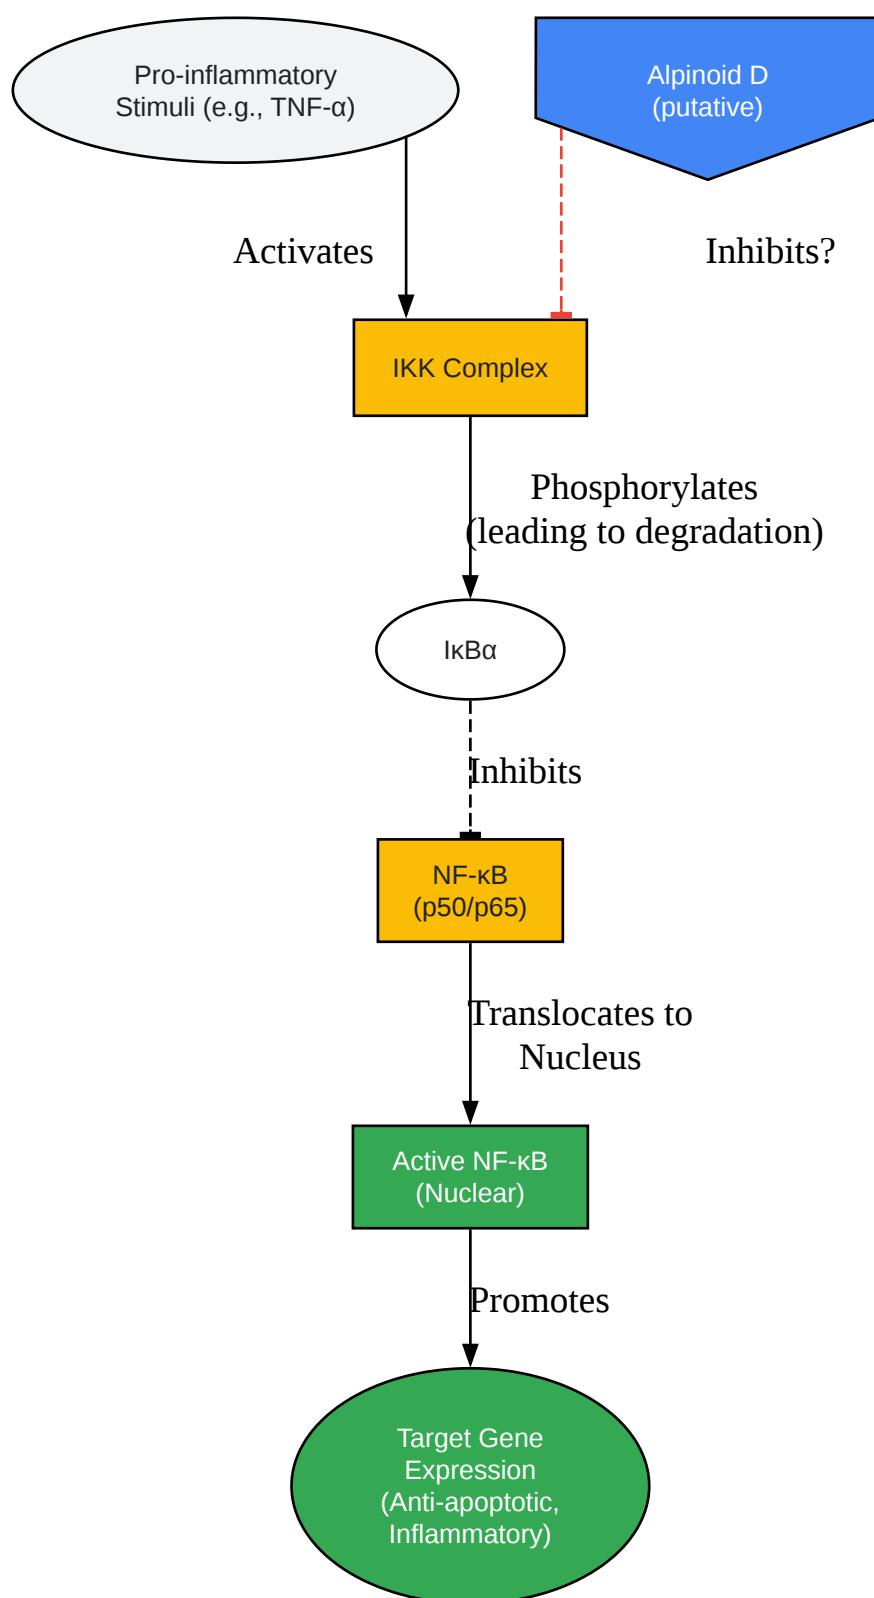 Pro-inflammatory
Stimuli (e.g., TNF-α)
Alpinoid D
(putative)
Activates
Inhibits?
IKK Complex
Phosphorylates
(leading to degradation)
IκBα
Inhibits
NF-κB
(p50/p65)
Translocates to
Nucleus
Active NF-κB
(Nuclear)
Promotes
Target Gene
Expression
(Anti-apoptotic,
Inflammatory)